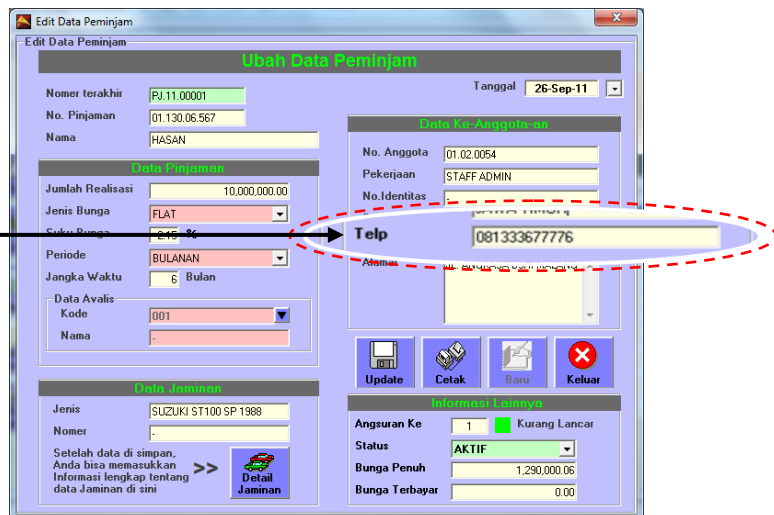 Edit Data Peminjam
Edit Data Peminjam
Ubah Data Peminjam
Nomer terakhir PJ.11.00001
Tanggal 26-Sep-11
No. Pinjaman 01.130.06.567
Nama HASAN
Data Pinjaman
Jumlah Realisasi 10,000,000.00
Jenis Bunga FLAT
Suku Bunga 2.15 %
Periode BULANAN
Jangka Waktu 6 Bulan
Data Avalis
Kode 001
Nama .
Data Ke-Anggota-an
No. Anggota 01.02.0054
Pekerjaan STAFF ADMIN
No.Identitas .
Telp 081333677776
Alamat
Update Cetak Baru Keluar
Data Jaminan
Jenis SUZUKI ST100 SP 1988
Nomer .
Setelah data di simpan,
Anda bisa memasukkan
Informasi lengkap tentang
data Jaminan di sini
>>
Detail
Jaminan
Informasi Lainnya
Angsuran Ke 1 Kurang Lancar
Status AKTIF
Bunga Penuh 1,290,000.06
Bunga Terbayar 0.00